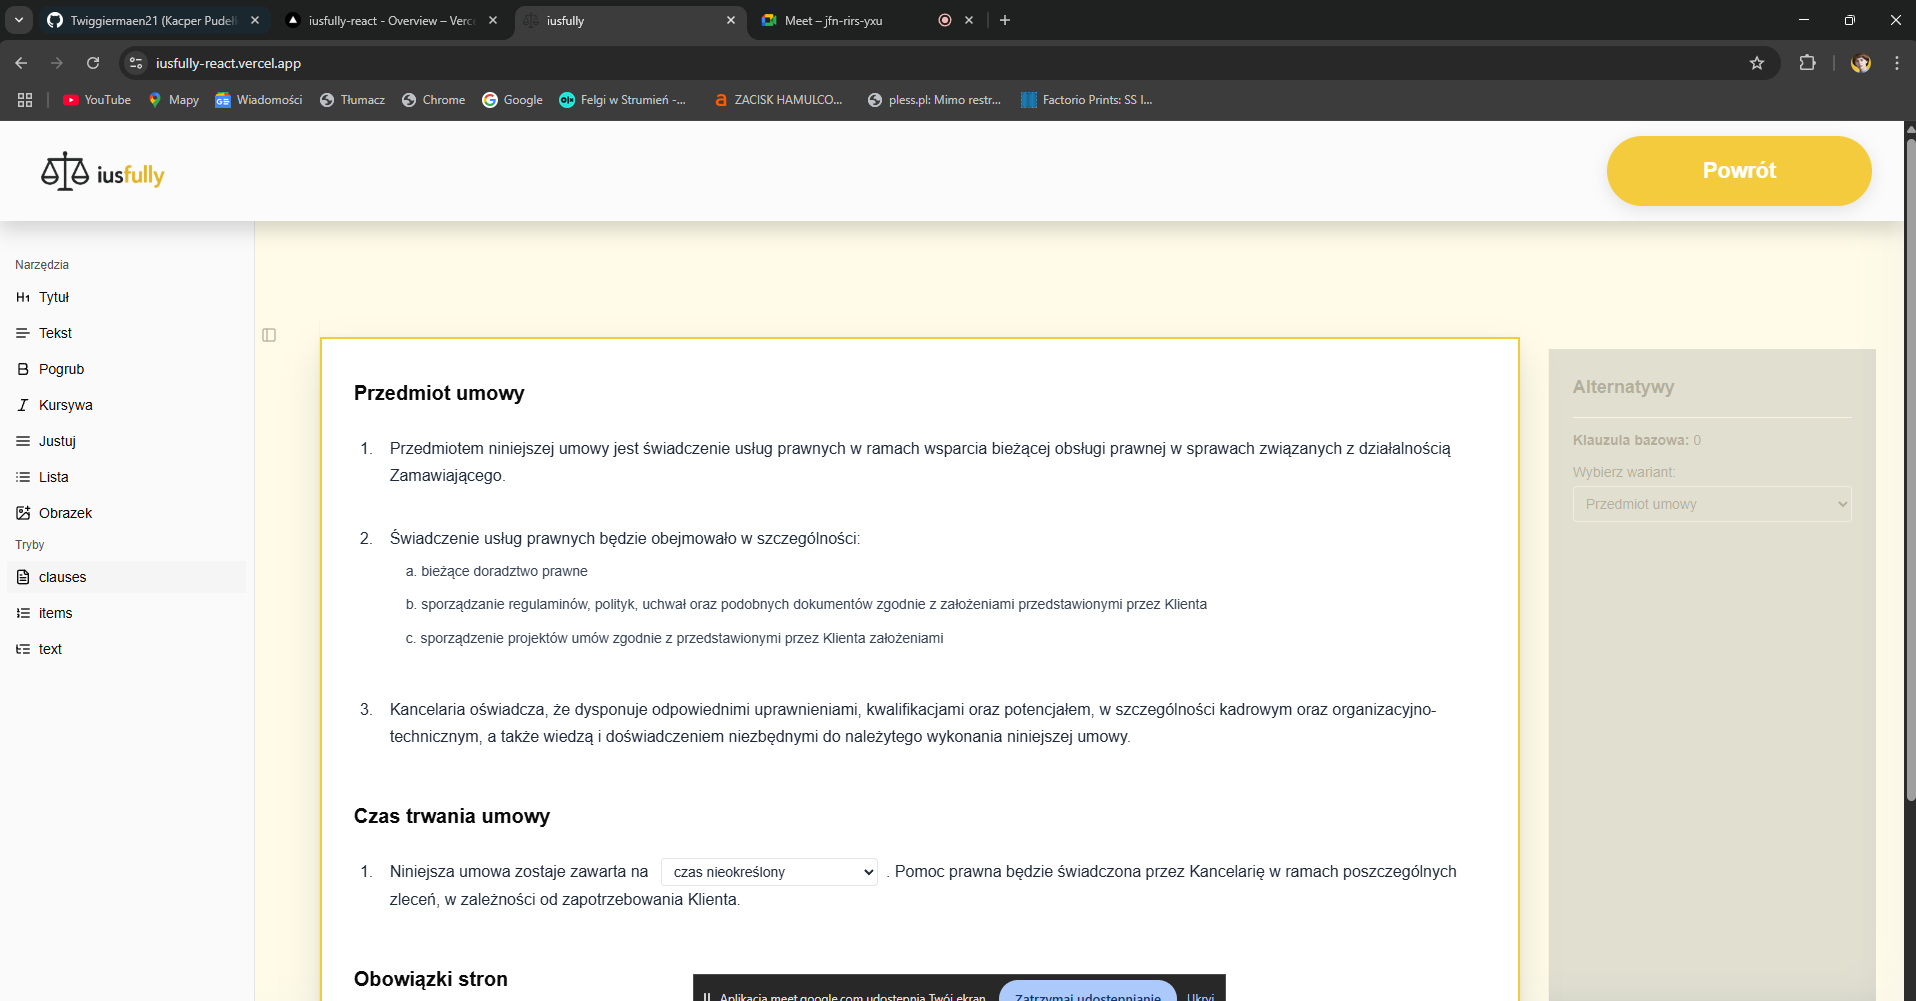 Twiggiermaen21 (Kacper Pudeł
iusfully-react - Overview – Verc
iusfully
Meet – jfn-rirs-yxu
iusfully-react.vercel.app
YouTube
Mapy
Wiadomości
Tłumacz
Chrome
Google
Felgi w Strumień -...
ZACISK HAMULCO...
pless.pl: Mimo restr...
Factorio Prints: SS I...
iusfully
Powrót
Narzędzia
H1 Tytuł
Tekst
B Pogrub
I Kursywa
Justuj
Lista
Obrazek
Tryby
clauses
items
text
Przedmiot umowy
1. Przedmiotem niniejszej umowy jest świadczenie usług prawnych w ramach wsparcia bieżącej obsługi prawnej w sprawach związanych z działalnością
Zamawiającego.
2. Świadczenie usług prawnych będzie obejmowało w szczególności:
a. bieżące doradztwo prawne
b. sporządzanie regulaminów, polityk, uchwał oraz podobnych dokumentów zgodnie z założeniami przedstawionymi przez Klienta
c. sporządzenie projektów umów zgodnie z przedstawionymi przez Klienta założeniami
3. Kancelaria oświadcza, że dysponuje odpowiednimi uprawnieniami, kwalifikacjami oraz potencjałem, w szczególności kadrowym oraz organizacyjno-
technicznym, a także wiedzą i doświadczeniem niezbędnymi do należytego wykonania niniejszej umowy.
Czas trwania umowy
1. Niniejsza umowa zostaje zawarta na czas nieokreślony . Pomoc prawna będzie świadczona przez Kancelarię w ramach poszczególnych
zleceń, w zależności od zapotrzebowania Klienta.
Obowiązki stron
Alternatywy
Klauzula bazowa: 0
Wybierz wariant:
Przedmiot umowy
Aplikacja meet.google.com udostępnia Twój ekran.
Zatrzymaj udostępnianie
Ukryj